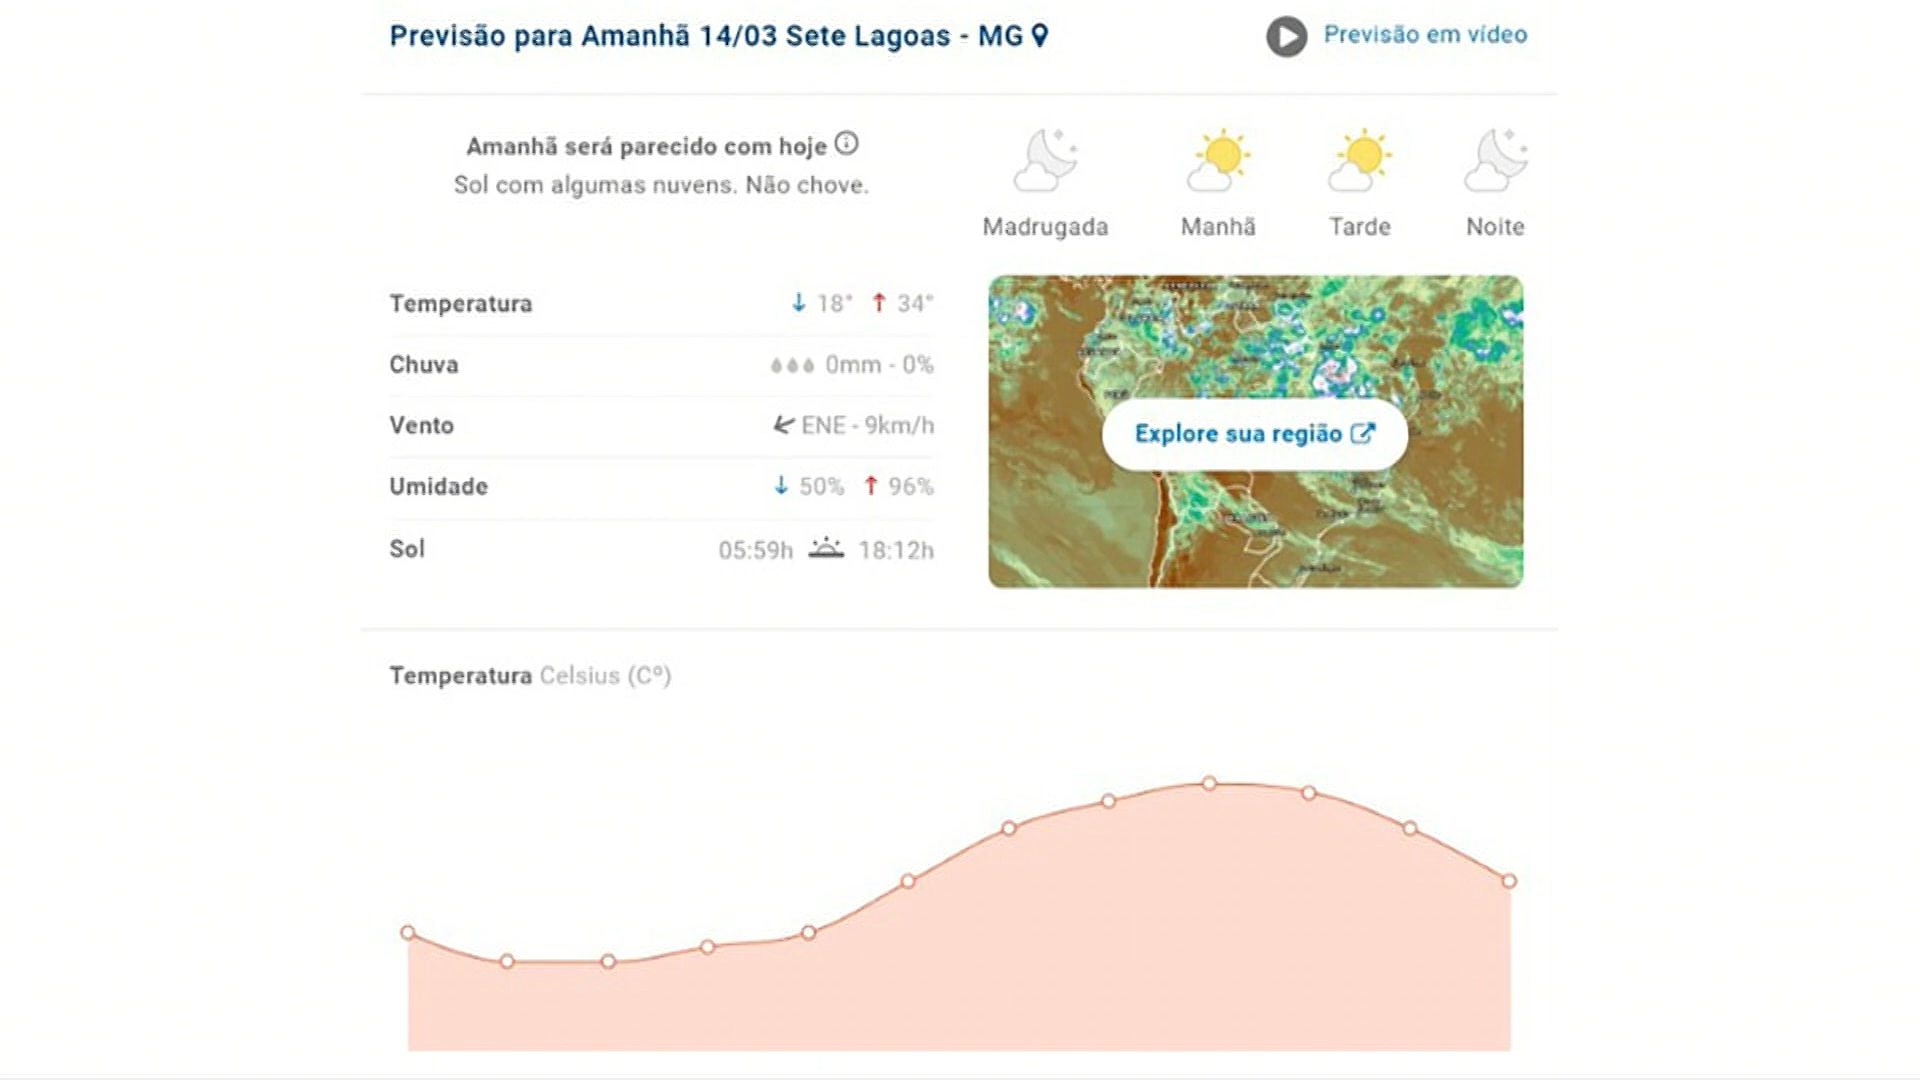 Previsão para Amanhã 14/03 Sete Lagoas - MG
Previsão em vídeo
Amanhã será parecido com hoje
Sol com algumas nuvens. Não chove.
Madrugada
Manhã
Tarde
Noite
Temperatura ↓ 18° ↑ 34°
Chuva 0mm - 0%
Vento ENE - 9km/h
Umidade ↓ 50% ↑ 96%
Sol 05:59h 18:12h
Explore sua região
Temperatura Celsius (Cº)